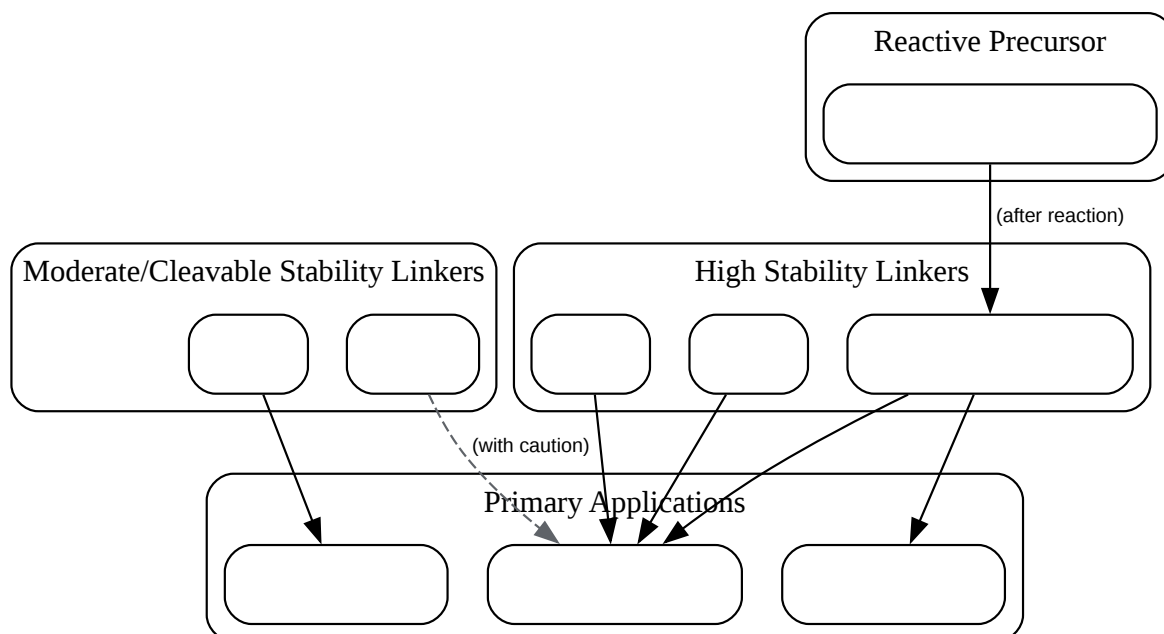 Reactive Precursor
(after reaction)
Moderate/Cleavable Stability Linkers
High Stability Linkers
(with caution)
Primary Applications